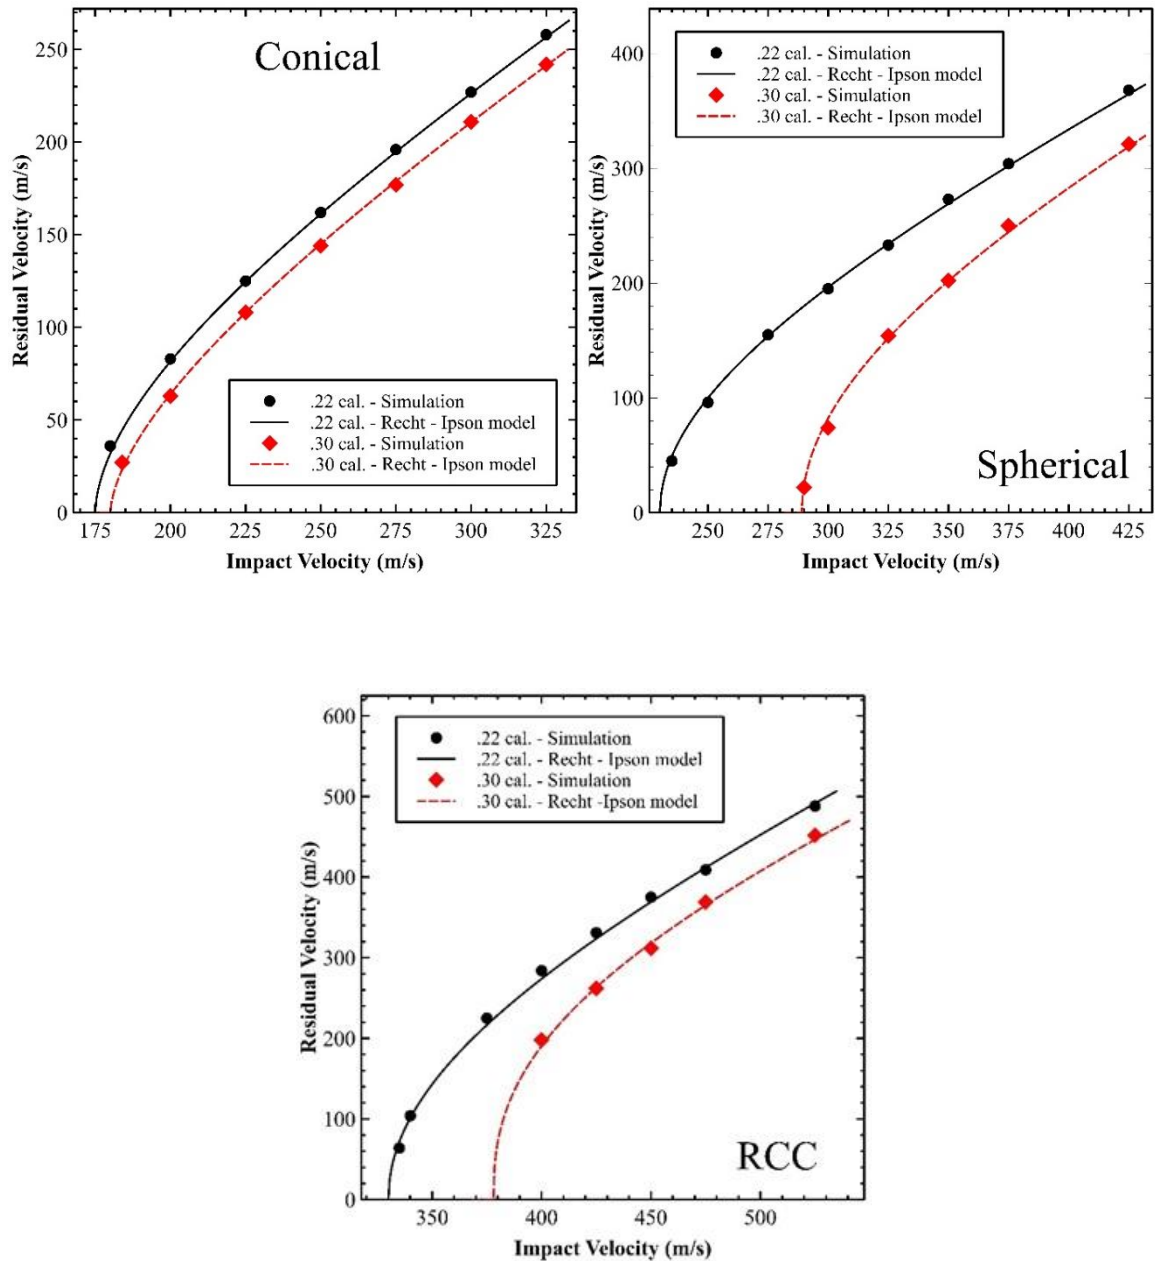 Conical
250
200
150
100
50
0
Residual Velocity (m/s)
.22 cal. - Simulation
.22 cal. - Recht - Ipson model
.30 cal. - Simulation
.30 cal. - Recht - Ipson model
175 200 225 250 275 300 325
Impact Velocity (m/s)
.22 cal. - Simulation
.22 cal. - Recht - Ipson model
.30 cal. - Simulation
.30 cal. - Recht - Ipson model
400
300
200
100
0
Residual Velocity (m/s)
Spherical
250 275 300 325 350 375 400 425
Impact Velocity (m/s)
.22 cal. - Simulation
.22 cal. - Recht - Ipson model
.30 cal. - Simulation
.30 cal. - Recht -Ipson model
600
500
400
300
200
100
0
Residual Velocity (m/s)
RCC
350 400 450 500
Impact Velocity (m/s)